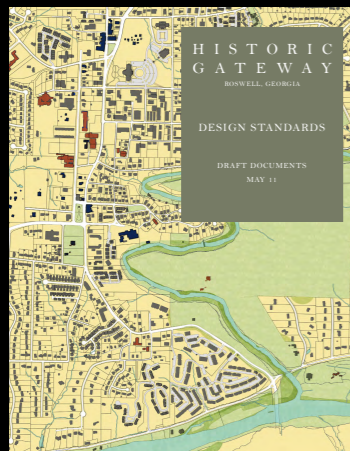 HISTORIC
GATEWAY
ROSWELL, GEORGIA
DESIGN STANDARDS
DRAFT DOCUMENTS
MAY 11